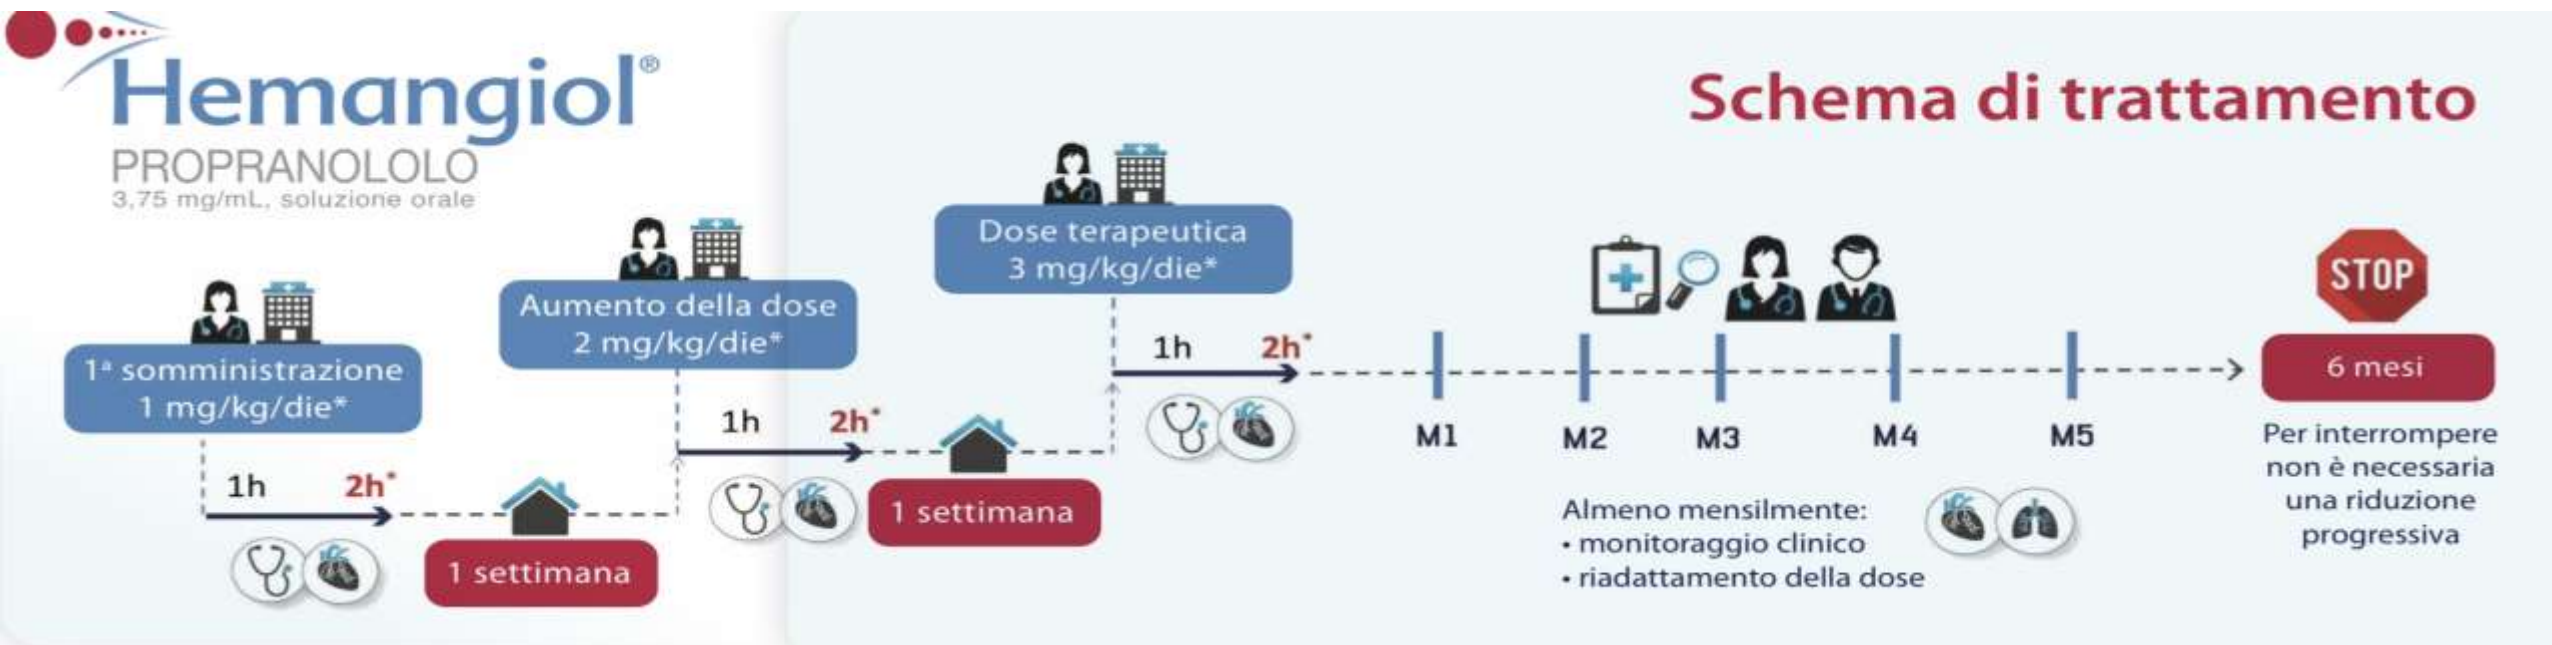 Hemangiol®
PROPRANOLOLO
3,75 mg/mL, soluzione orale
Schema di trattamento
1ª somministrazione
1 mg/kg/die*
1h 2h*
1 settimana
Aumento della dose
2 mg/kg/die*
1h 2h*
1 settimana
Dose terapeutica
3 mg/kg/die*
1h 2h*
M1 M2 M3 M4 M5
Almeno mensilmente:
• monitoraggio clinico
• riadattamento della dose
STOP
6 mesi
Per interrompere
non è necessaria
una riduzione
progressiva